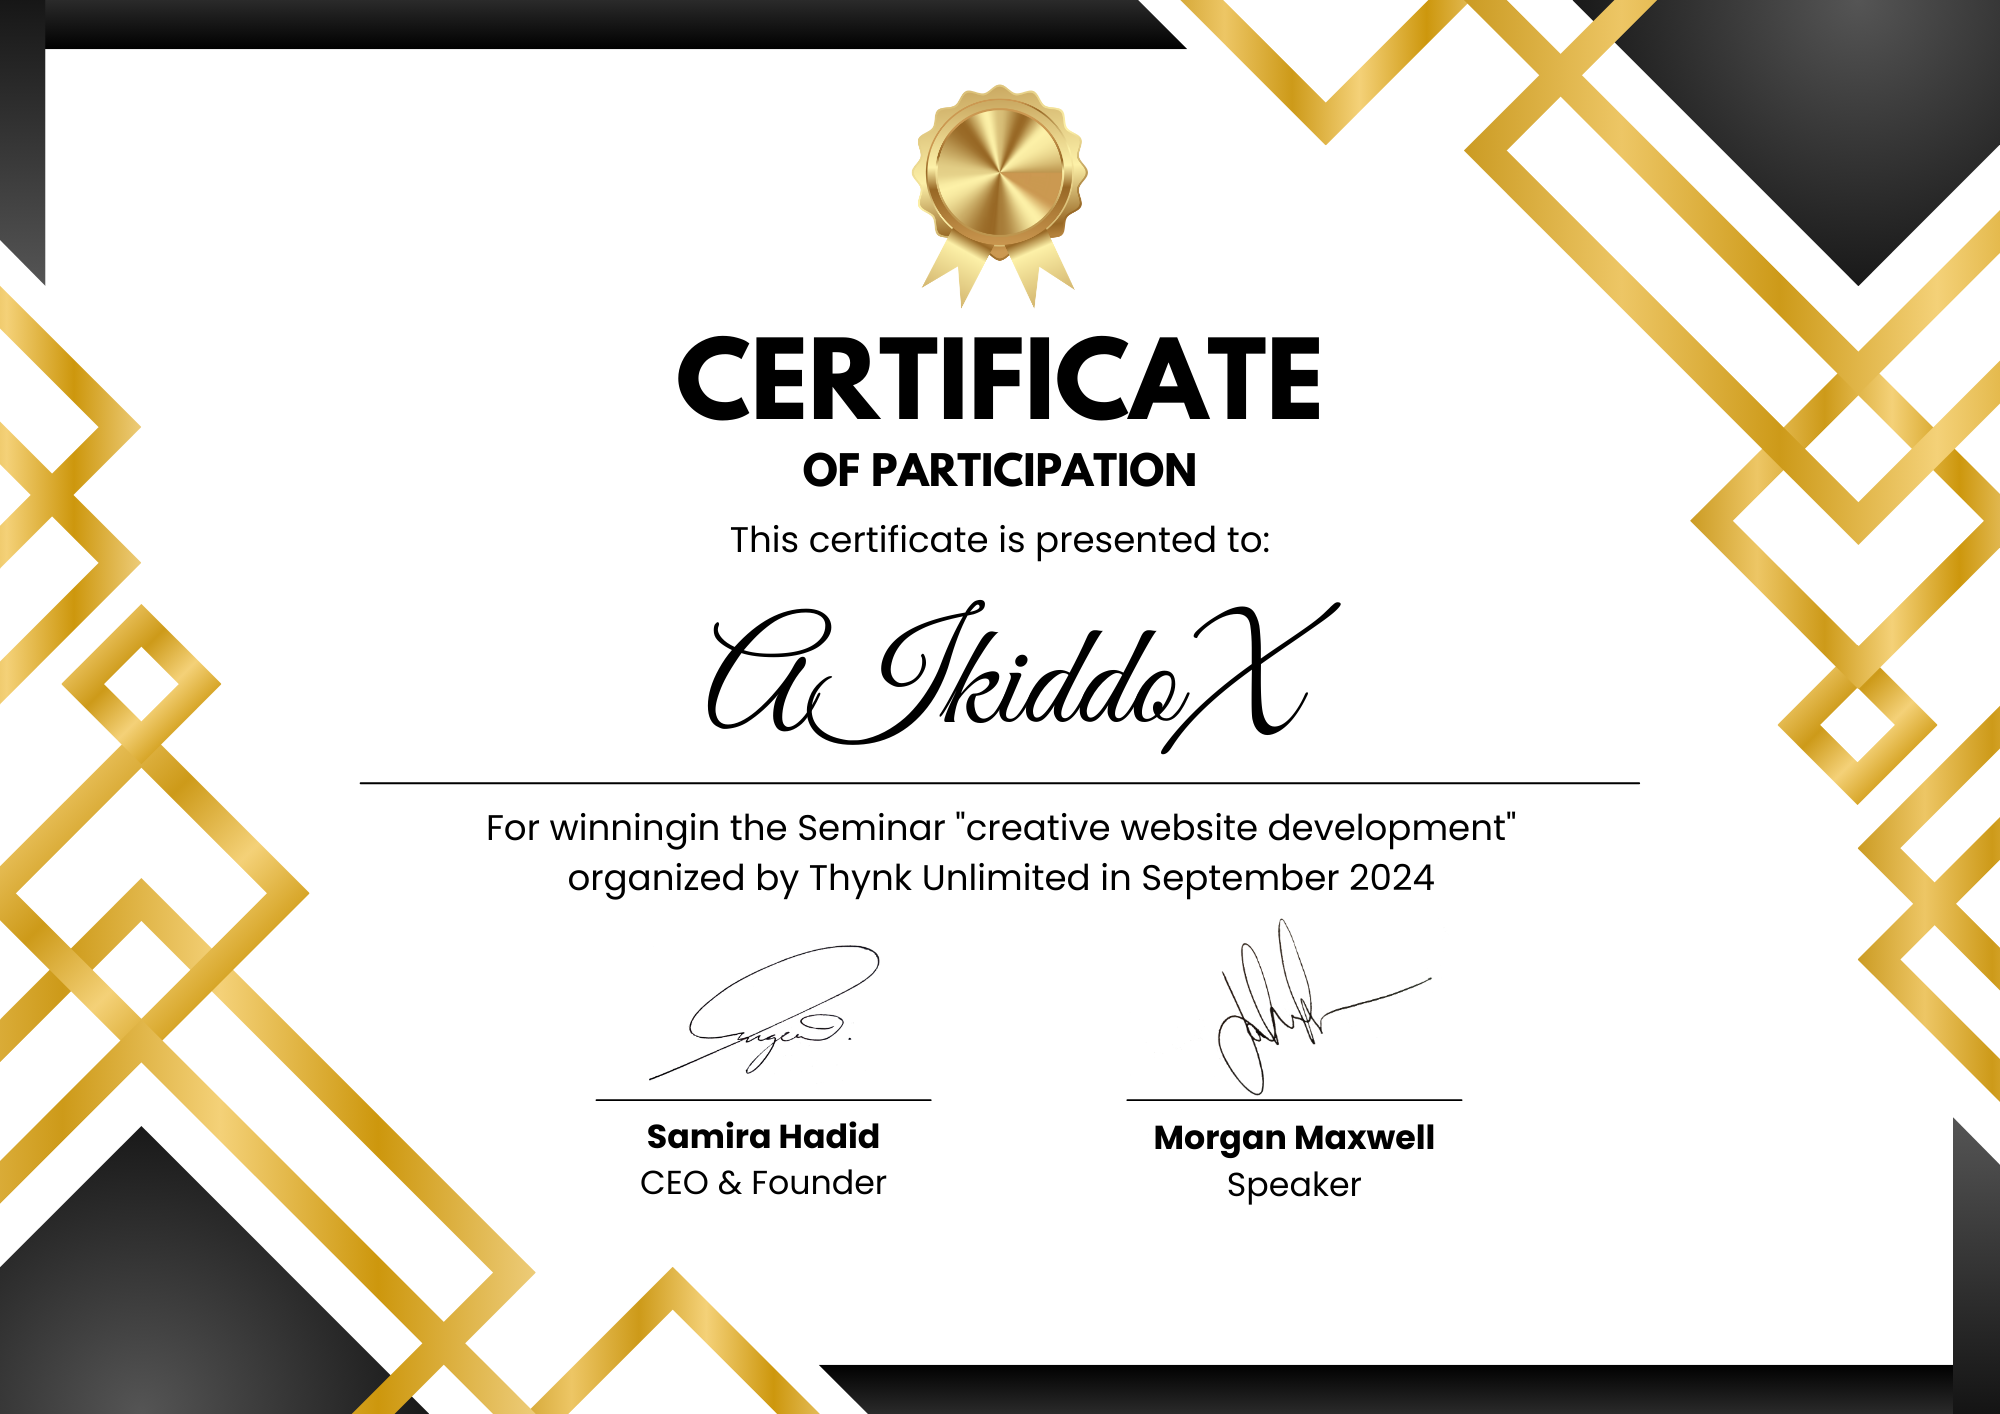 CERTIFICATE
OF PARTICIPATION
This certificate is presented to:
AIkiddoX
For winningin the Seminar "creative website development"
organized by Thynk Unlimited in September 2024
Samira Hadid
CEO & Founder
Morgan Maxwell
Speaker